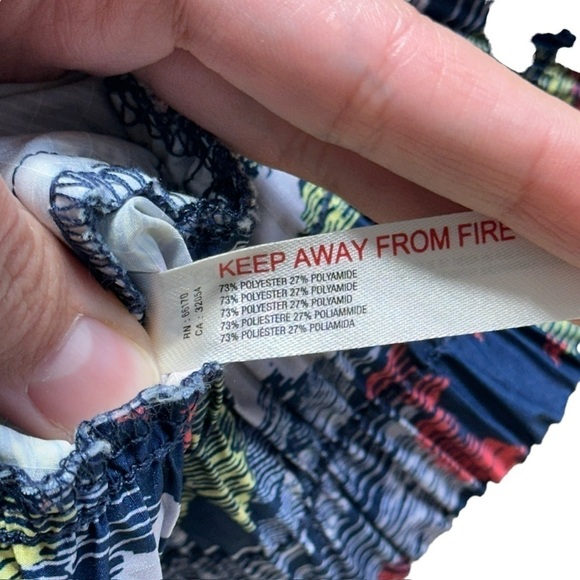 KEEP AWAY FROM FIRE
73% POLYESTER 27% POLYAMIDE
73% POLYESTER 27% POLYAMIDE
73% POLYESTER 27% POLYAMID
73% POLIESTERE 27% POLIAMMIDE
73% POLIÉSTER 27% POLIAMIDA
RN : 66170
CA : 32054